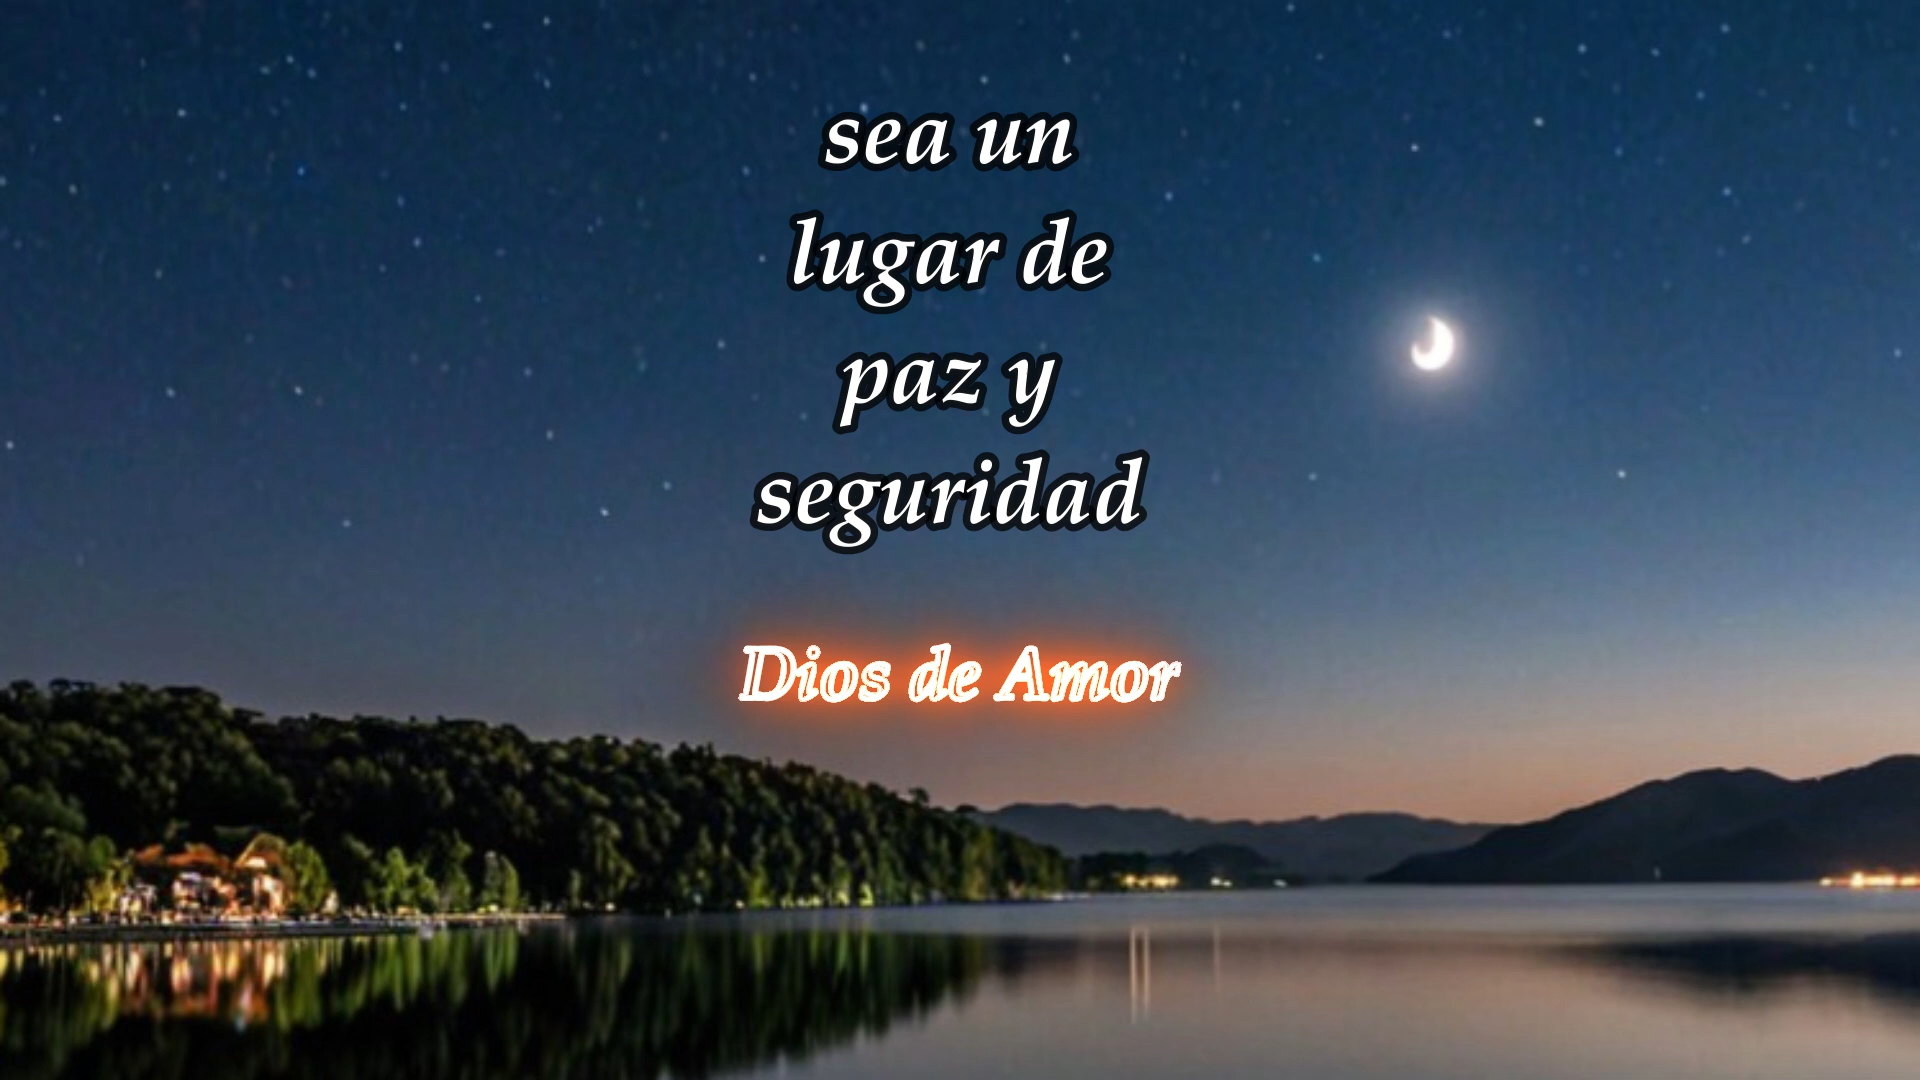 sea un
lugar de
paz y
seguridad
Dios de Amor